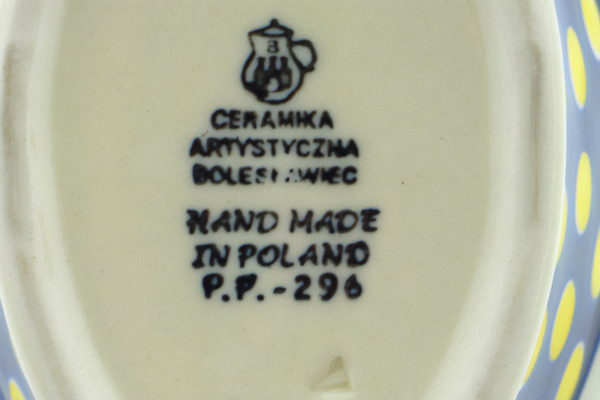 B
CERAMIKA
ARTYSTYCZNA
BOLESŁAWIEC
HAND MADE
IN POLAND
P.P.-296